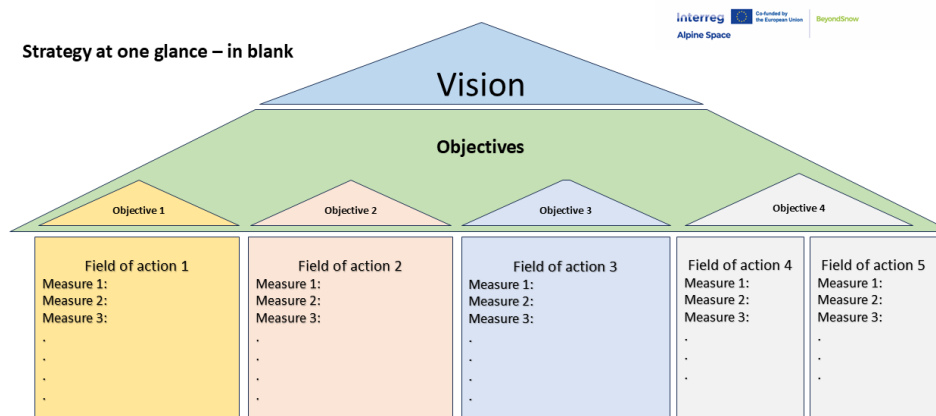 Interreg
Co-funded by
the European Union
BeyondSnow
Alpine Space
Strategy at one glance – in blank
Vision
Objectives
Objective 1
Objective 2
Objective 3
Objective 4
Field of action 1
Measure 1:
Measure 2:
Measure 3:
.
.
.
.
Field of action 2
Measure 1:
Measure 2:
Measure 3:
.
.
.
.
Field of action 3
Measure 1:
Measure 2:
Measure 3:
.
.
.
.
Field of action 4
Measure 1:
Measure 2:
Measure 3:
.
.
.
Field of action 5
Measure 1:
Measure 2:
Measure 3:
.
.
.